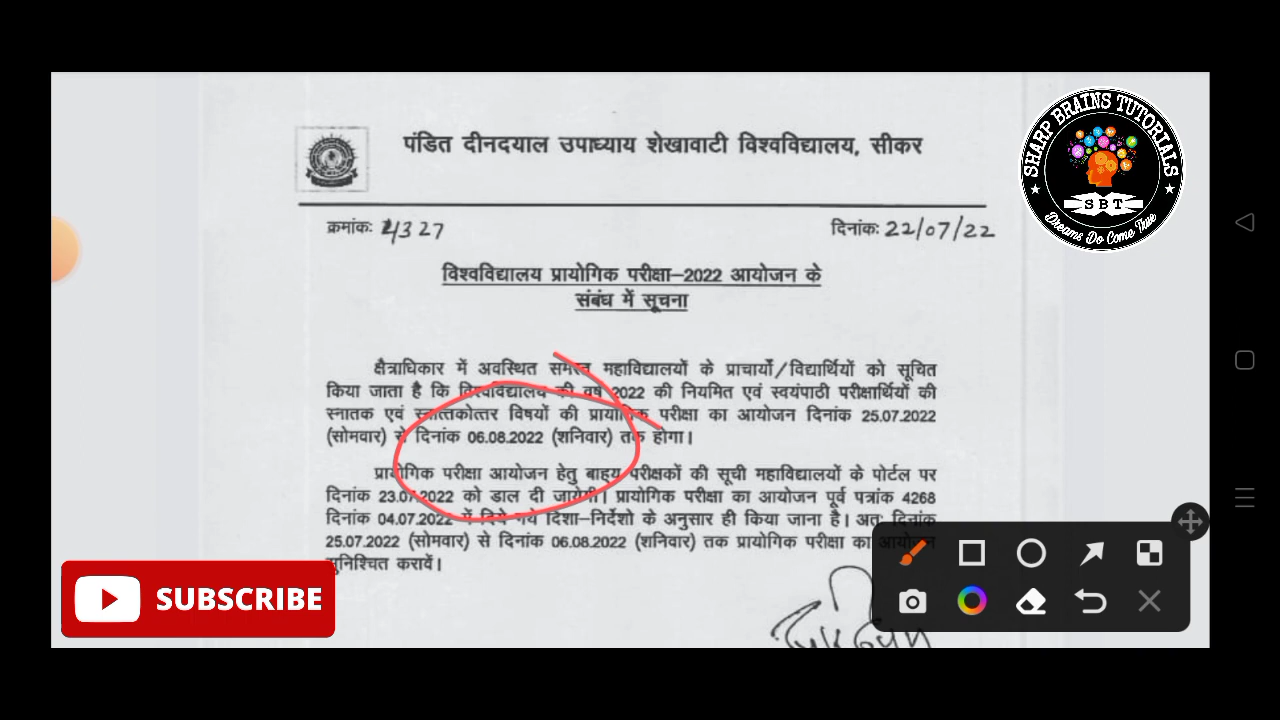 पंडित दीनदयाल उपाध्याय शेखावाटी विश्वविद्यालय, सीकर
क्रमांक: 4327
दिनांक: 22/07/22
विश्वविद्यालय प्रायोगिक परीक्षा–2022 आयोजन के
संबंध में सूचना
क्षैत्राधिकार में अवस्थित समस्त महाविद्यालयों के प्राचार्यों/विद्यार्थियों को सूचित
किया जाता है कि विश्वविद्यालय की वर्ष 2022 की नियमित एवं स्वयंपाठी परीक्षार्थियों की
स्नातक एवं स्नात्तकोत्तर विषयों की प्रायोगिक परीक्षा का आयोजन दिनांक 25.07.2022
(सोमवार) से दिनांक 06.08.2022 (शनिवार) तक होगा।
प्रायोगिक परीक्षा आयोजन हेतु बाहय परीक्षकों की सूची महाविद्यालयों के पोर्टल पर
दिनांक 23.07.2022 को डाल दी जायेगी। प्रायोगिक परीक्षा का आयोजन पूर्व पत्रांक 4268
दिनांक 04.07.2022 में दिये गये दिशा–निर्देशो के अनुसार ही किया जाना है। अतः दिनांक
25.07.2022 (सोमवार) से दिनांक 06.08.2022 (शनिवार) तक प्रायोगिक परीक्षा का आयोजन
सुनिश्चित करावें।
SHARP BRAINS TUTORIALS
SBT
Dreams Do Come True
SUBSCRIBE